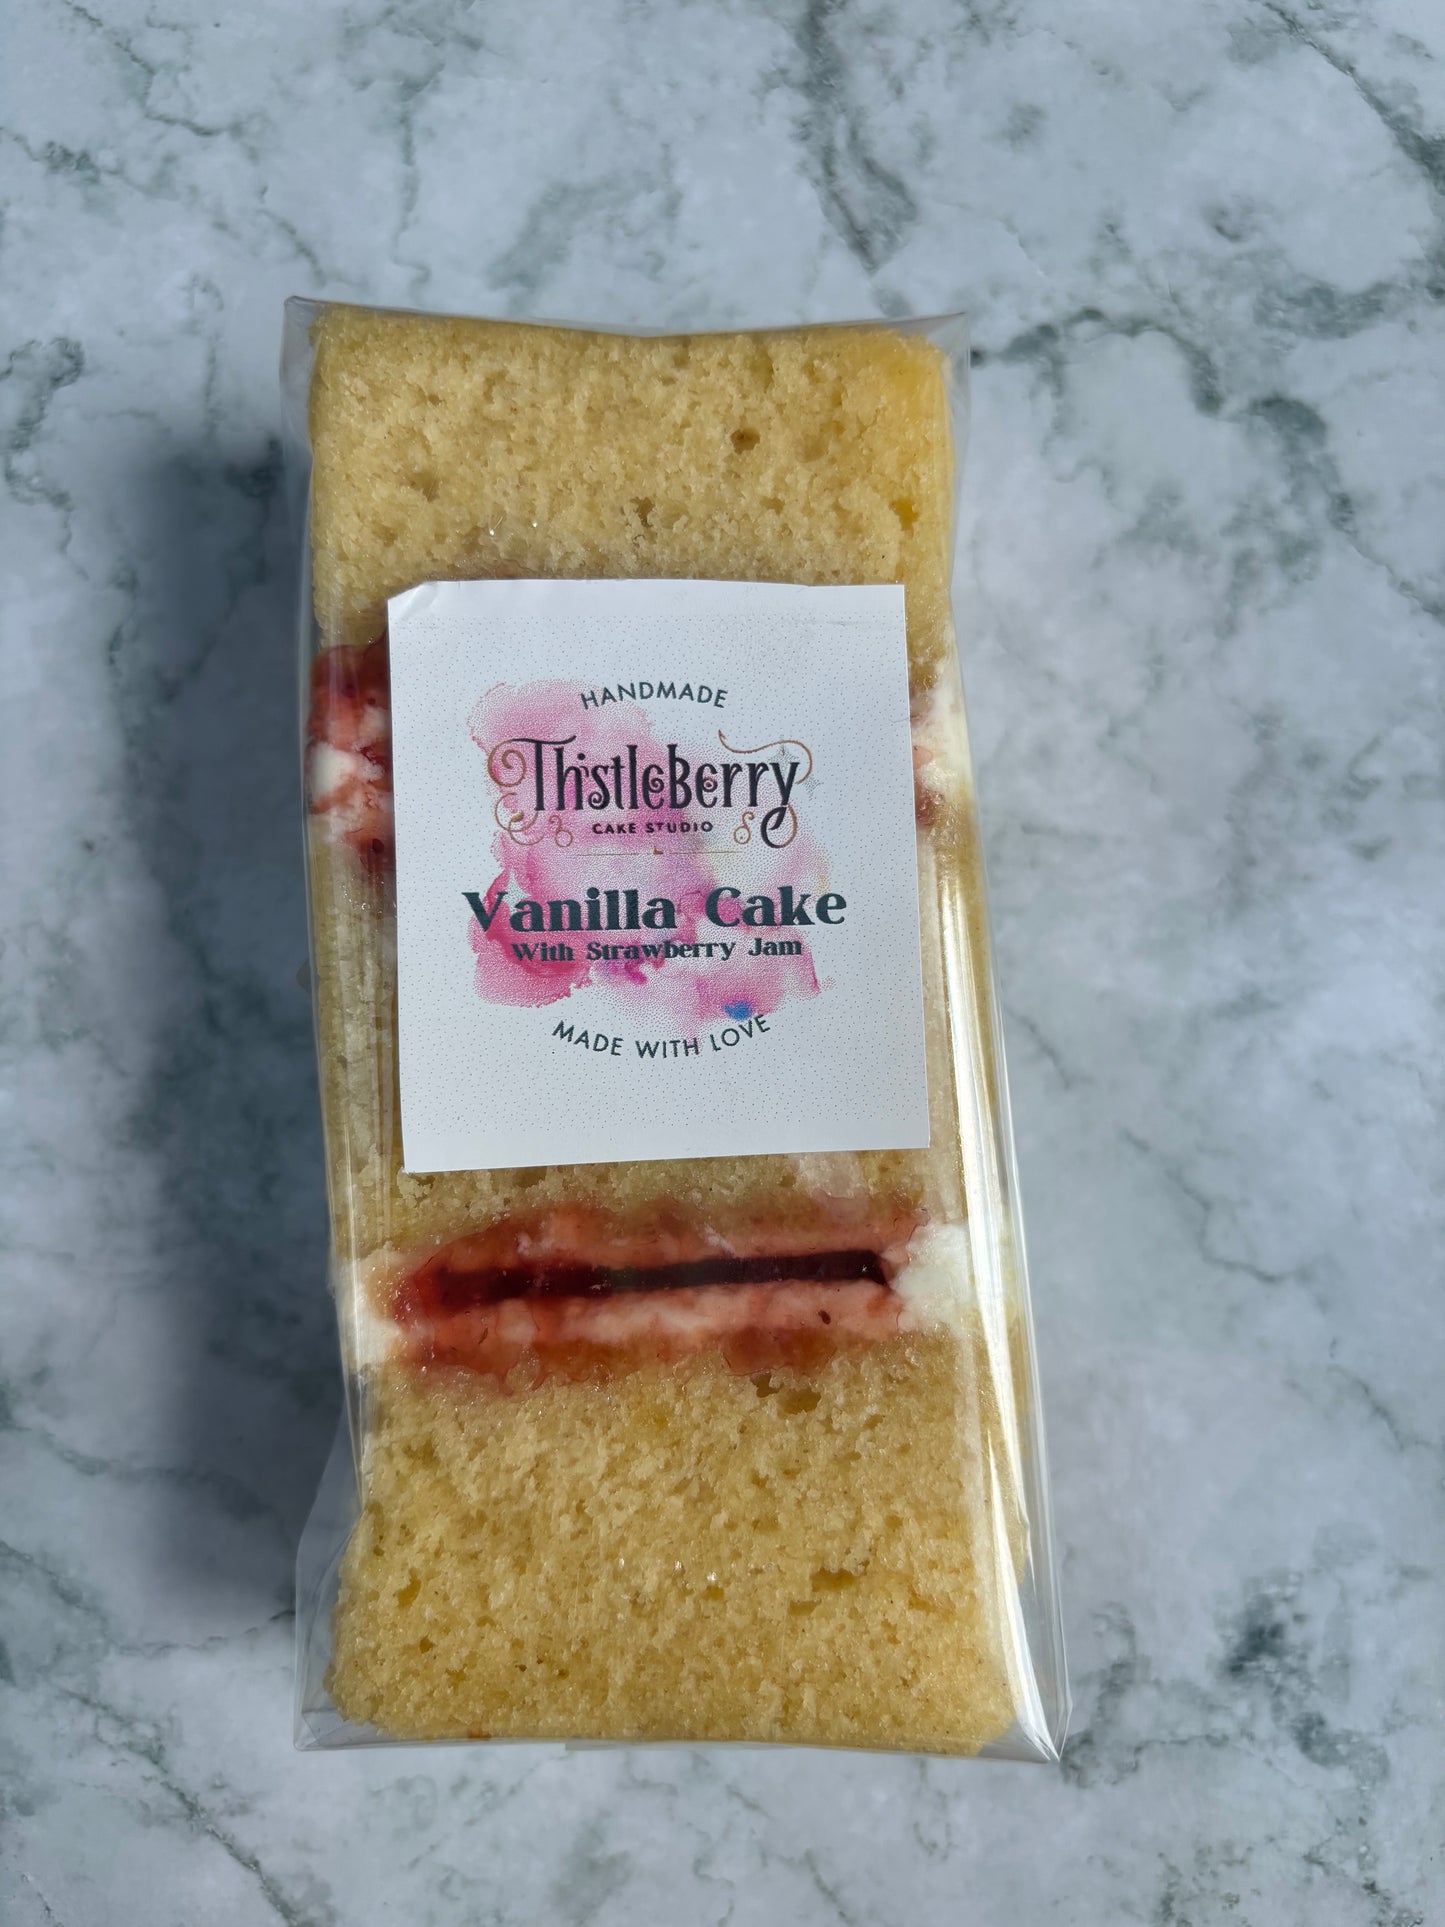 HANDMADE
ThistleBerry
CAKE STUDIO
Vanilla Cake
With Strawberry Jam
MADE WITH LOVE